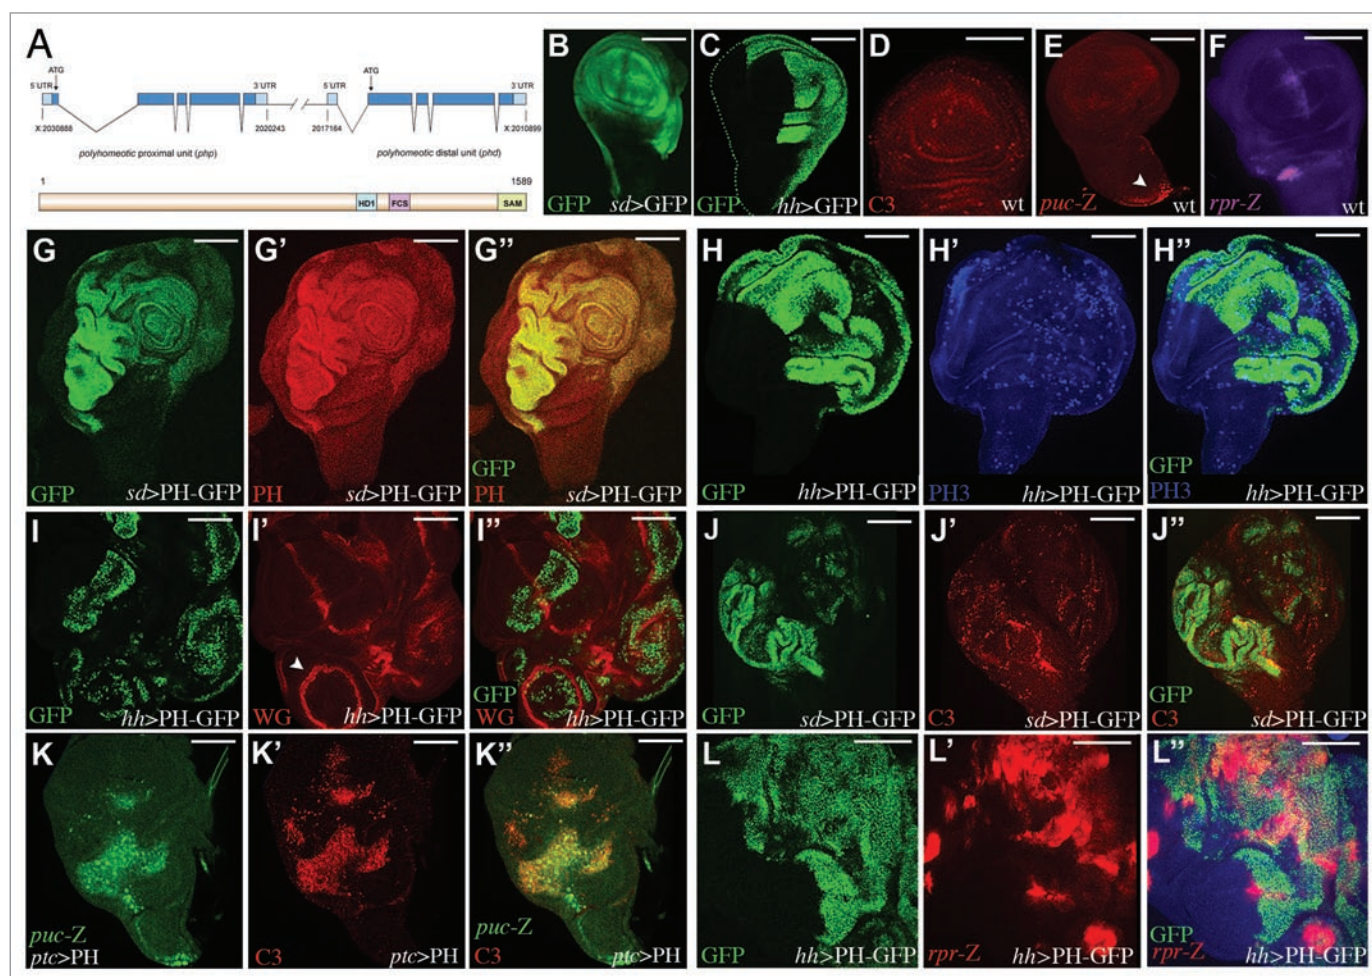 A
ATG
ATG
5´UTR
3´UTR
5´UTR
3´UTR
X:2030888
2020243
2017164
X:2010899
polyhomeotic proximal unit (php)
polyhomeotic distal unit (phd)
1
1589
HD1
FCS
SAM
B
GFP
sd>GFP
C
GFP
hh>GFP
D
C3
wt
E
puc-Z
wt
F
rpr-Z
wt
G
GFP
sd>PH-GFP
G’
PH
sd>PH-GFP
G”
GFP
PH
sd>PH-GFP
H
GFP
hh>PH-GFP
H’
PH3
hh>PH-GFP
H”
GFP
PH3
hh>PH-GFP
I
GFP
hh>PH-GFP
I’
WG
hh>PH-GFP
I”
GFP
WG
hh>PH-GFP
J
GFP
sd>PH-GFP
J’
C3
sd>PH-GFP
J”
GFP
C3
sd>PH-GFP
K
puc-Z
ptc>PH
K’
C3
ptc>PH
K”
puc-Z
C3
ptc>PH
L
GFP
hh>PH-GFP
L’
rpr-Z
hh>PH-GFP
L”
GFP
rpr-Z
hh>PH-GFP